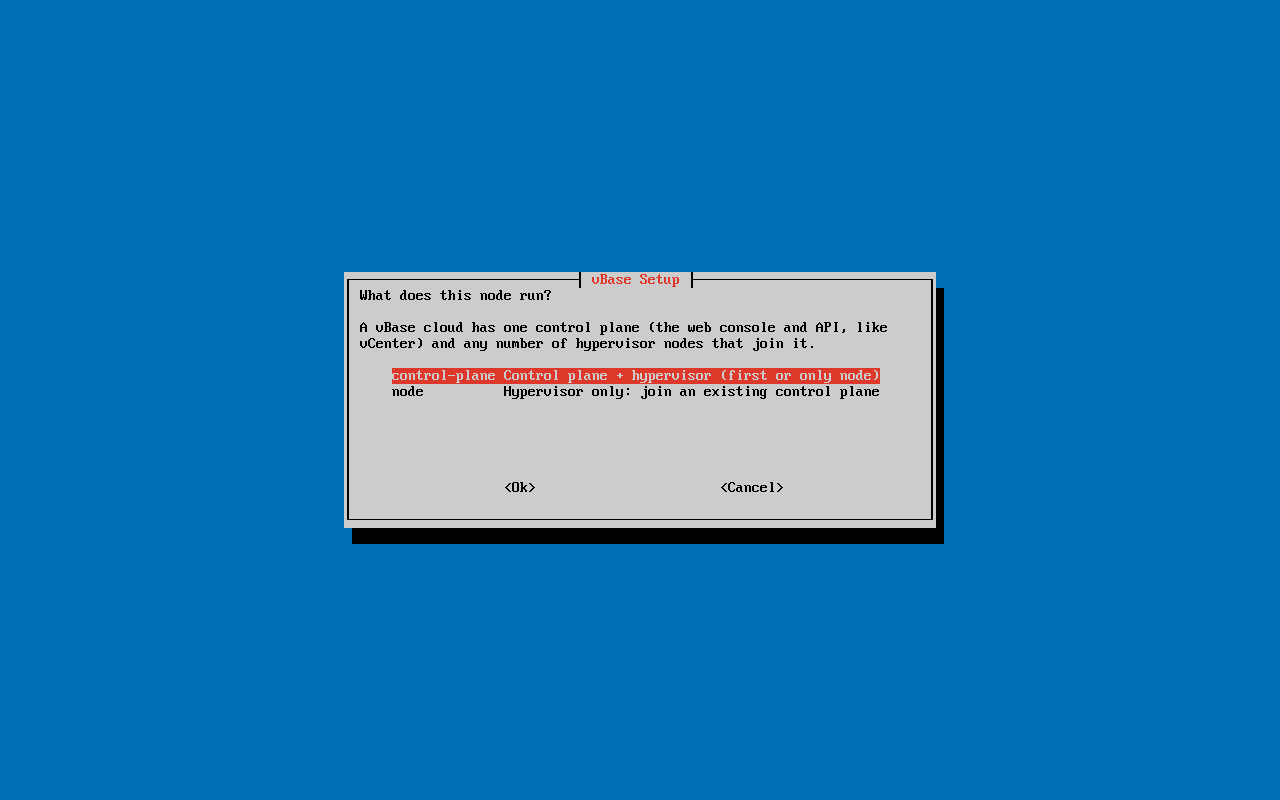 vBase Setup
What does this node run?
A vBase cloud has one control plane (the web console and API, like
vCenter) and any number of hypervisor nodes that join it.
control-plane Control plane + hypervisor (first or only node)
node Hypervisor only: join an existing control plane
<Ok> <Cancel>